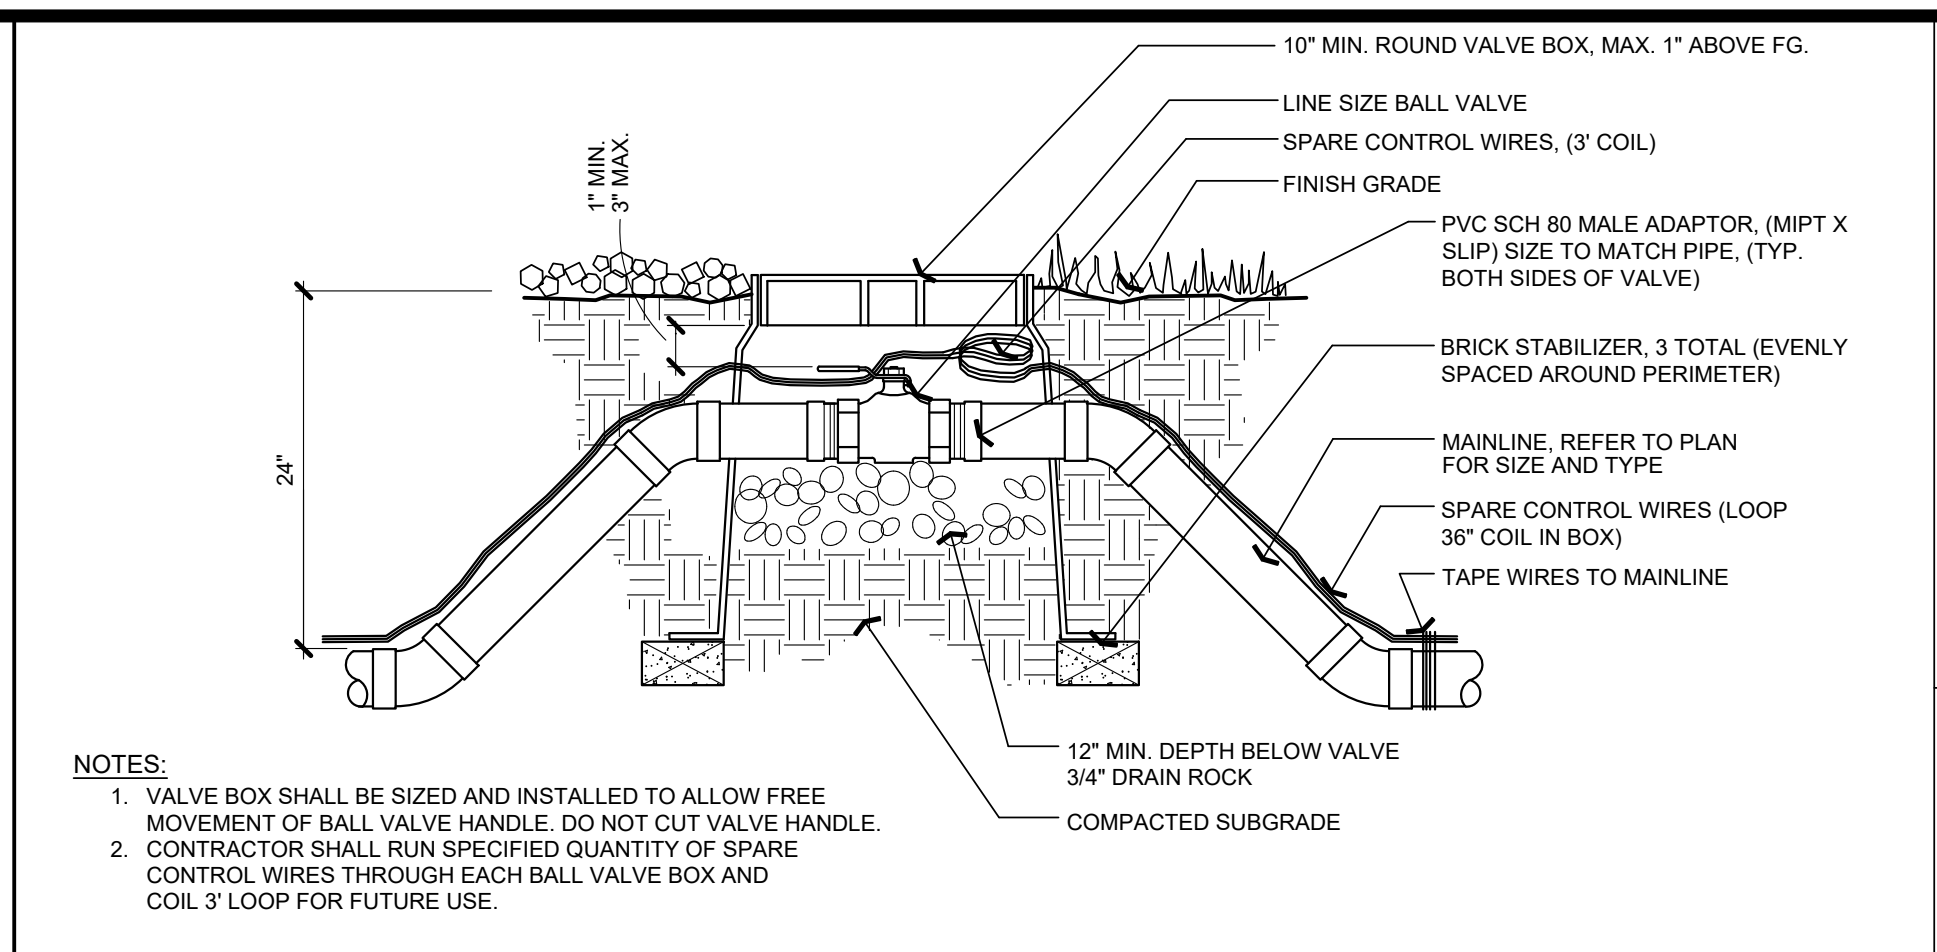 10" MIN. ROUND VALVE BOX, MAX. 1" ABOVE FG.
LINE SIZE BALL VALVE
SPARE CONTROL WIRES, (3' COIL)
FINISH GRADE
PVC SCH 80 MALE ADAPTOR, (MIPT X
SLIP) SIZE TO MATCH PIPE, (TYP.
BOTH SIDES OF VALVE)
1" MIN.
3" MAX.
24"
BRICK STABILIZER, 3 TOTAL (EVENLY
SPACED AROUND PERIMETER)
MAINLINE, REFER TO PLAN
FOR SIZE AND TYPE
SPARE CONTROL WIRES (LOOP
36" COIL IN BOX)
TAPE WIRES TO MAINLINE
12" MIN. DEPTH BELOW VALVE
3/4" DRAIN ROCK
COMPACTED SUBGRADE
NOTES:
1. VALVE BOX SHALL BE SIZED AND INSTALLED TO ALLOW FREE
MOVEMENT OF BALL VALVE HANDLE. DO NOT CUT VALVE HANDLE.
2. CONTRACTOR SHALL RUN SPECIFIED QUANTITY OF SPARE
CONTROL WIRES THROUGH EACH BALL VALVE BOX AND
COIL 3' LOOP FOR FUTURE USE.